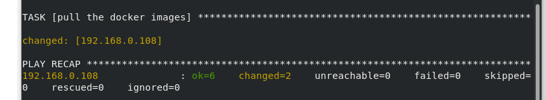 TASK [pull the docker images] *********************************************************
changed: [192.168.0.108]
PLAY RECAP ****************************************************************************
192.168.0.108 : ok=6 changed=2 unreachable=0 failed=0 skipped=
0 rescued=0 ignored=0